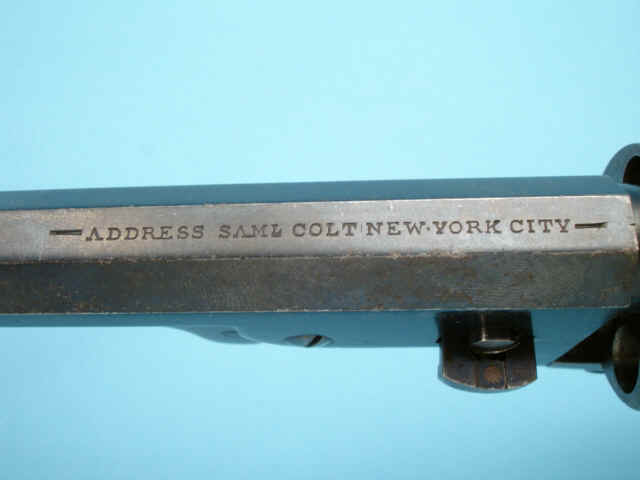 —ADDRESS SAML COLT NEW·YORK CITY—